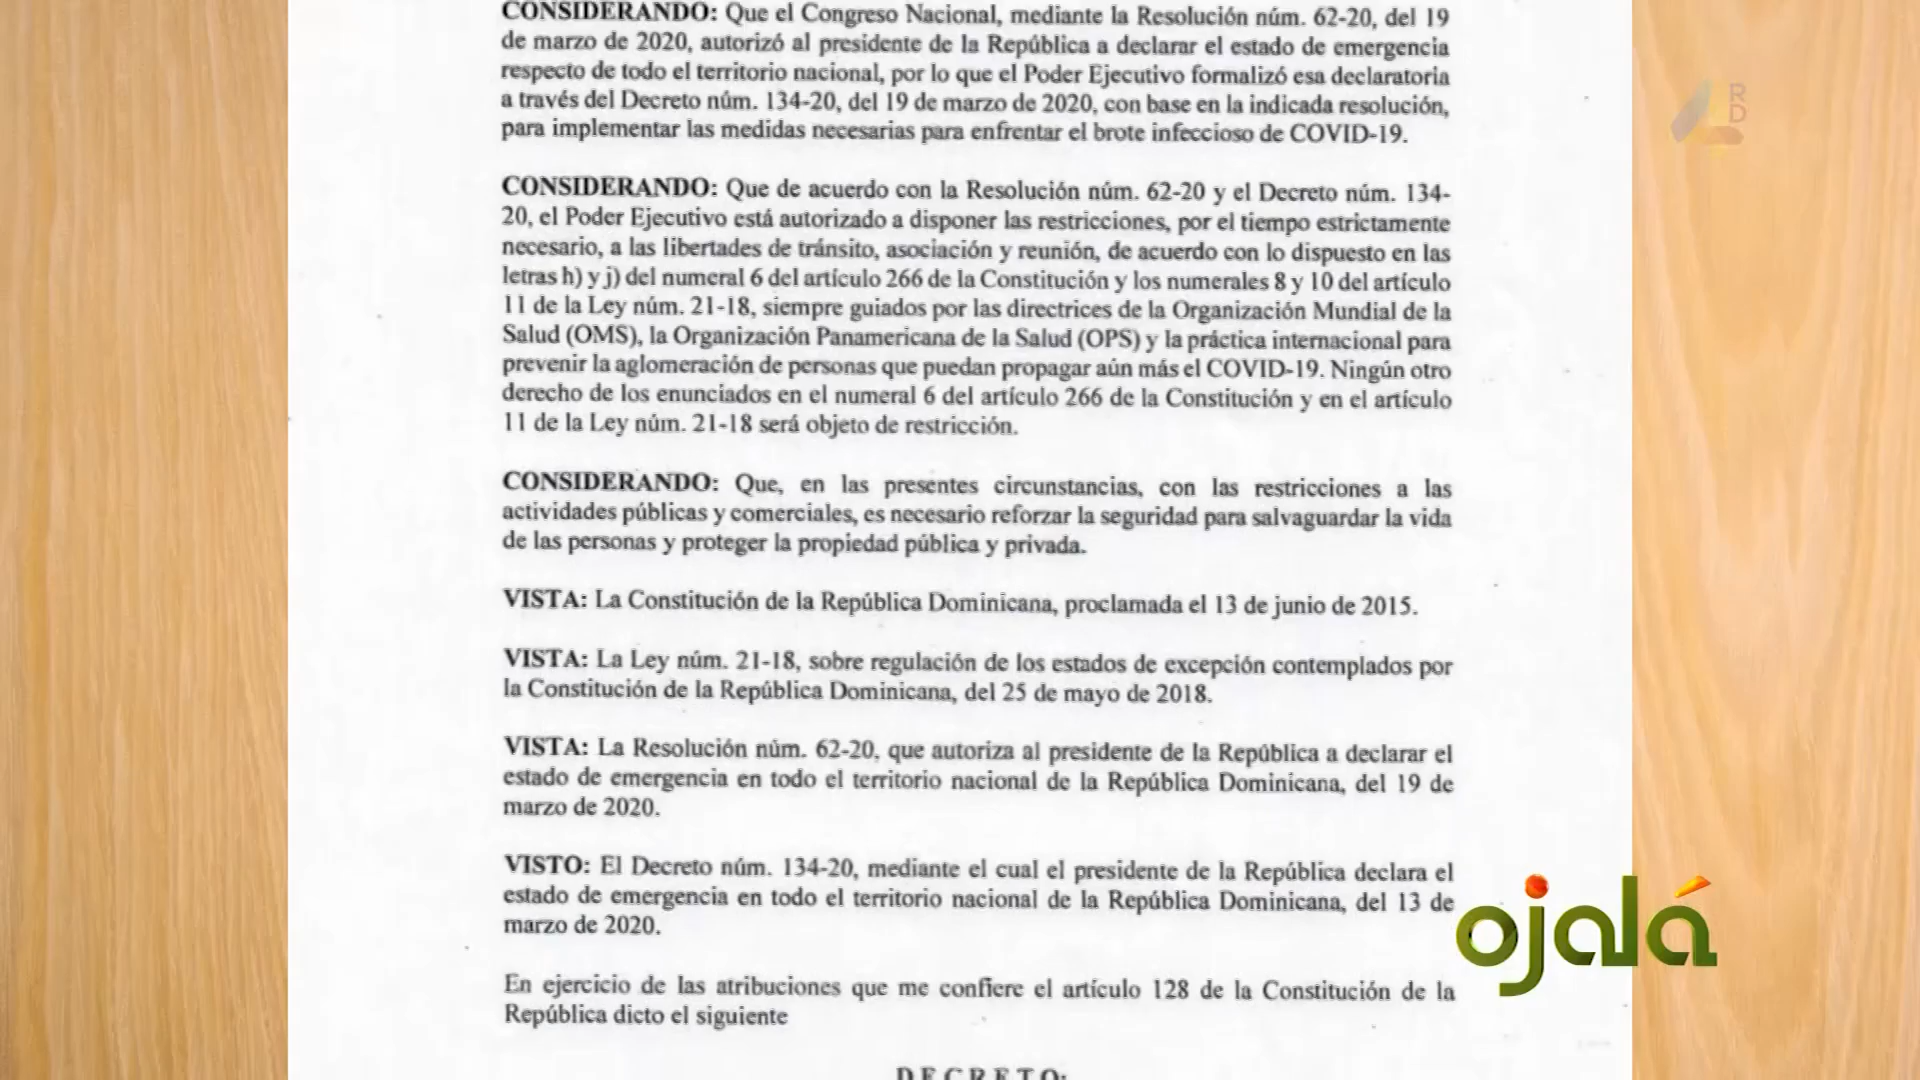 CONSIDERANDO: Que el Congreso Nacional, mediante la Resolución núm. 62-20, del 19
de marzo de 2020, autorizó al presidente de la República a declarar el estado de emergencia
respecto de todo el territorio nacional, por lo que el Poder Ejecutivo formalizó esa declaratoria
a través del Decreto núm. 134-20, del 19 de marzo de 2020, con base en la indicada resolución,
para implementar las medidas necesarias para enfrentar el brote infeccioso de COVID-19.
CONSIDERANDO: Que de acuerdo con la Resolución núm. 62-20 y el Decreto núm. 134-
20, el Poder Ejecutivo está autorizado a disponer las restricciones, por el tiempo estrictamente
necesario, a las libertades de tránsito, asociación y reunión, de acuerdo con lo dispuesto en las
letras h) y j) del numeral 6 del artículo 266 de la Constitución y los numerales 8 y 10 del artículo
11 de la Ley núm. 21-18, siempre guiados por las directrices de la Organización Mundial de la
Salud (OMS), la Organización Panamericana de la Salud (OPS) y la práctica internacional para
prevenir la aglomeración de personas que puedan propagar aún más el COVID-19. Ningún otro
derecho de los enunciados en el numeral 6 del artículo 266 de la Constitución y en el artículo
11 de la Ley núm. 21-18 será objeto de restricción.
CONSIDERANDO: Que, en las presentes circunstancias, con las restricciones a las
actividades públicas y comerciales, es necesario reforzar la seguridad para salvaguardar la vida
de las personas y proteger la propiedad pública y privada.
VISTA: La Constitución de la República Dominicana, proclamada el 13 de junio de 2015.
VISTA: La Ley núm. 21-18, sobre regulación de los estados de excepción contemplados por
la Constitución de la República Dominicana, del 25 de mayo de 2018.
VISTA: La Resolución núm. 62-20, que autoriza al presidente de la República a declarar el
estado de emergencia en todo el territorio nacional de la República Dominicana, del 19 de
marzo de 2020.
VISTO: El Decreto núm. 134-20, mediante el cual el presidente de la República declara el
estado de emergencia en todo el territorio nacional de la República Dominicana, del 13 de
marzo de 2020.
En ejercicio de las atribuciones que me confiere el artículo 128 de la Constitución de la
República dicto el siguiente
DECRETO:
4
RD
ojalá